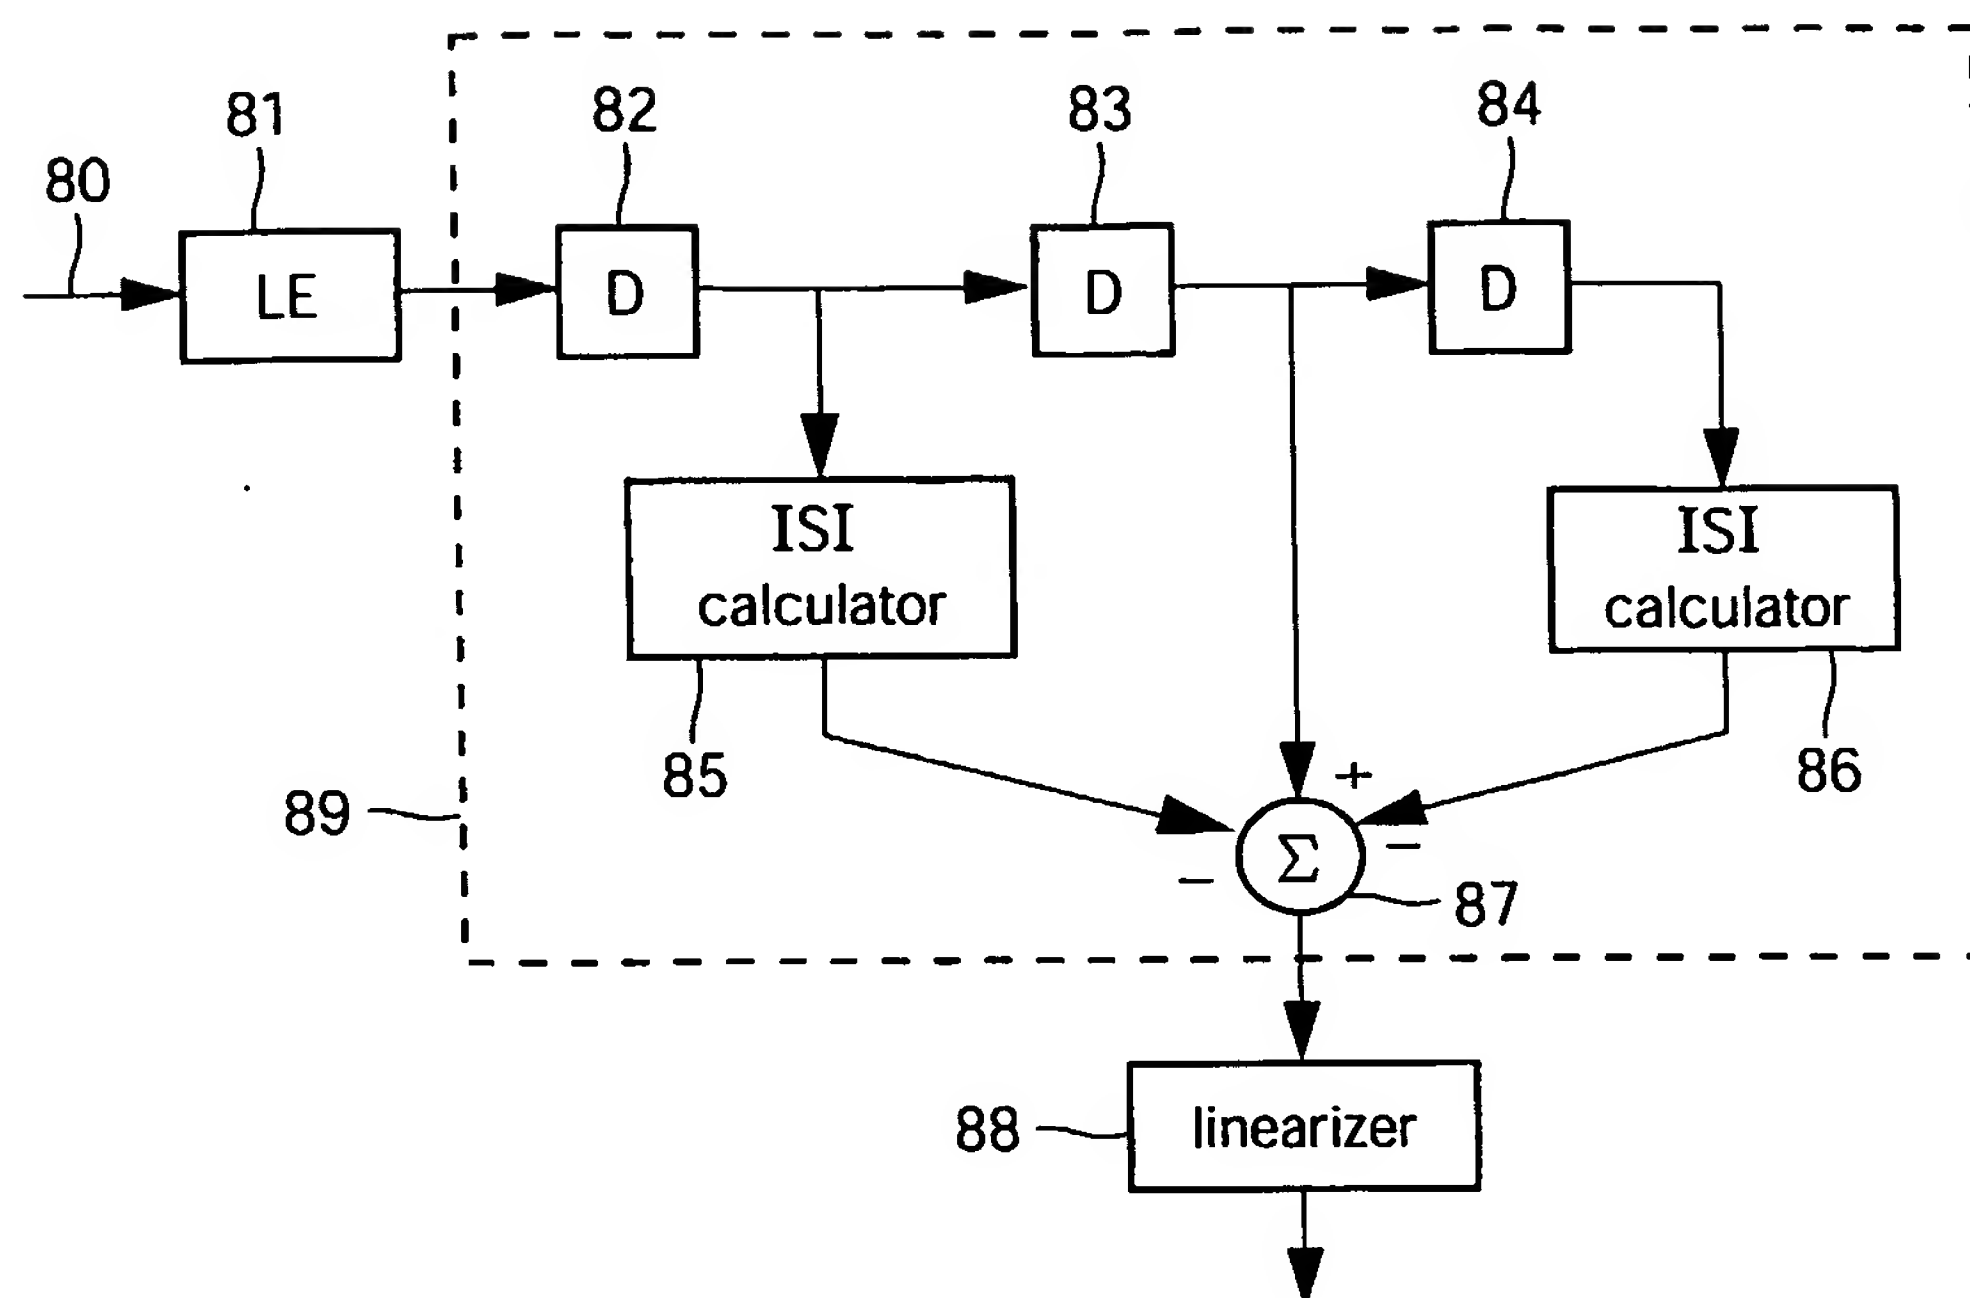 81
82
83
84
80
LE
D
D
D
ISI
calculator
ISI
calculator
85
86
+
89
Σ
−
−
87
88
linearizer